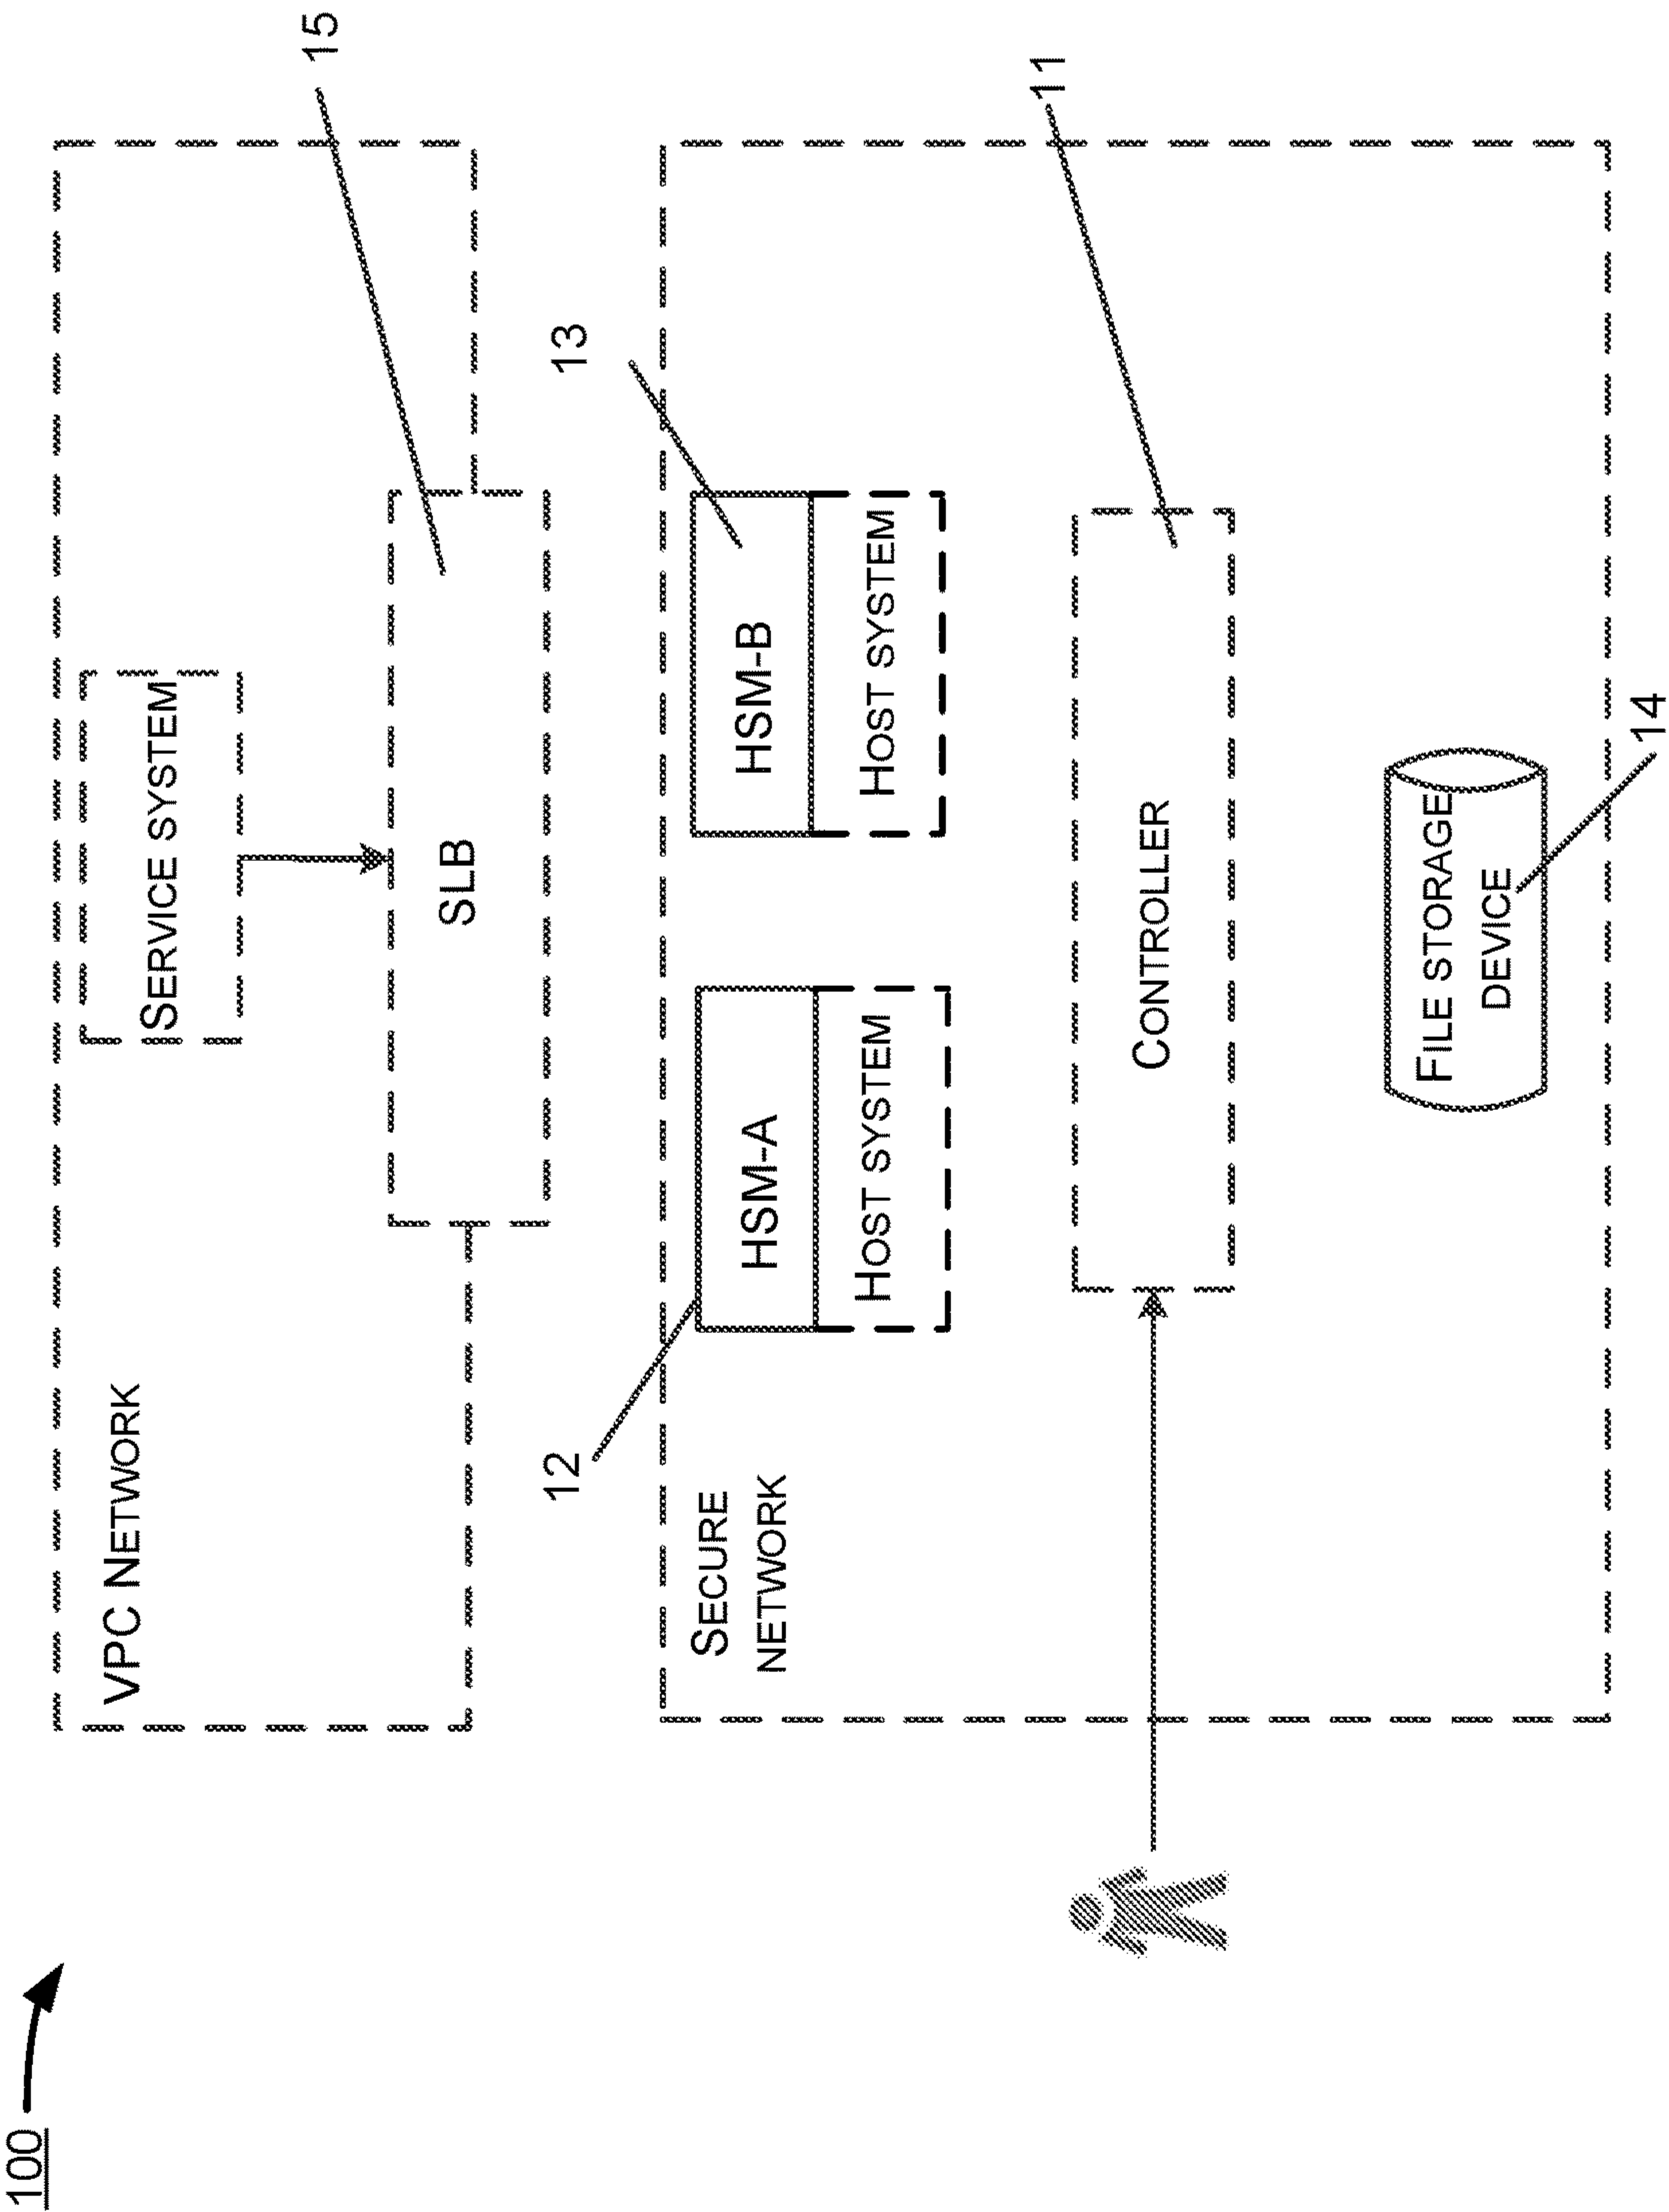 100
VPC NETWORK
SERVICE SYSTEM
15
SLB
12
13
SECURE
NETWORK
HSM-A
HSM-B
HOST SYSTEM
HOST SYSTEM
11
CONTROLLER
FILE STORAGE
DEVICE
14